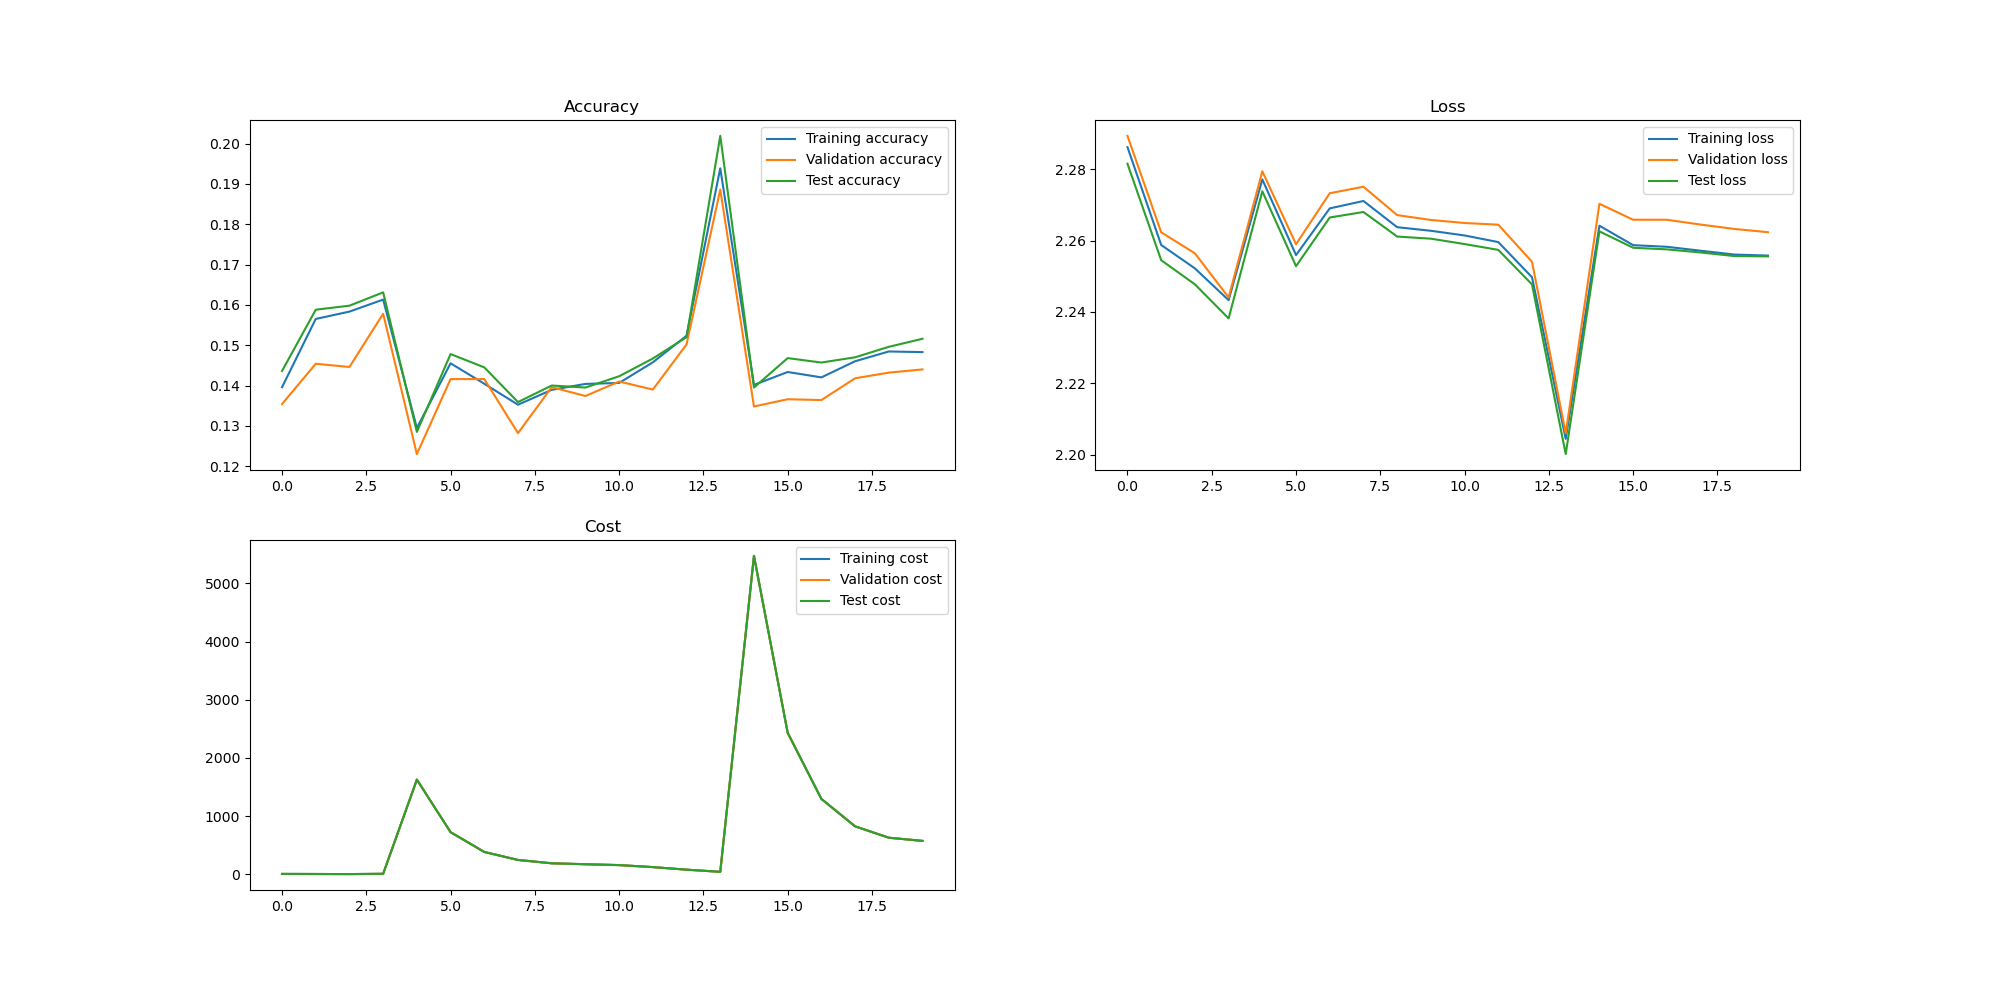 Accuracy
0.20
0.19
0.18
0.17
0.16
0.15
0.14
0.13
0.12
Training accuracy
Validation accuracy
Test accuracy
0.0 2.5 5.0 7.5 10.0 12.5 15.0 17.5
Loss
2.28
2.26
2.24
2.22
2.20
Training loss
Validation loss
Test loss
0.0 2.5 5.0 7.5 10.0 12.5 15.0 17.5
Cost
5000
4000
3000
2000
1000
0
Training cost
Validation cost
Test cost
0.0 2.5 5.0 7.5 10.0 12.5 15.0 17.5